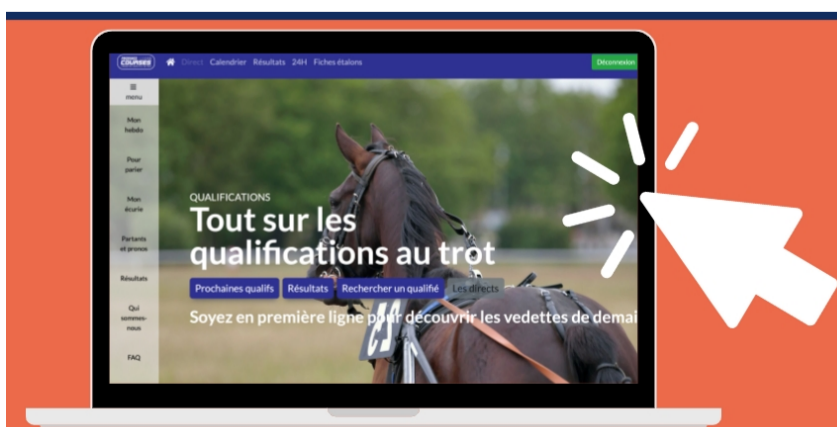 COURSES
Direct Calendrier Résultats 24H Fiches étalons
Déconnexion
menu
Mon
hebdo
Pour
parier
Mon
écurie
Partants
et pronos
Résultats
Qui
sommes-
nous
FAQ
QUALIFICATIONS
Tout sur les
qualifications au trot
Prochaines qualifs Résultats Rechercher un qualifié Les directs
Soyez en première ligne pour découvrir les vedettes de demai